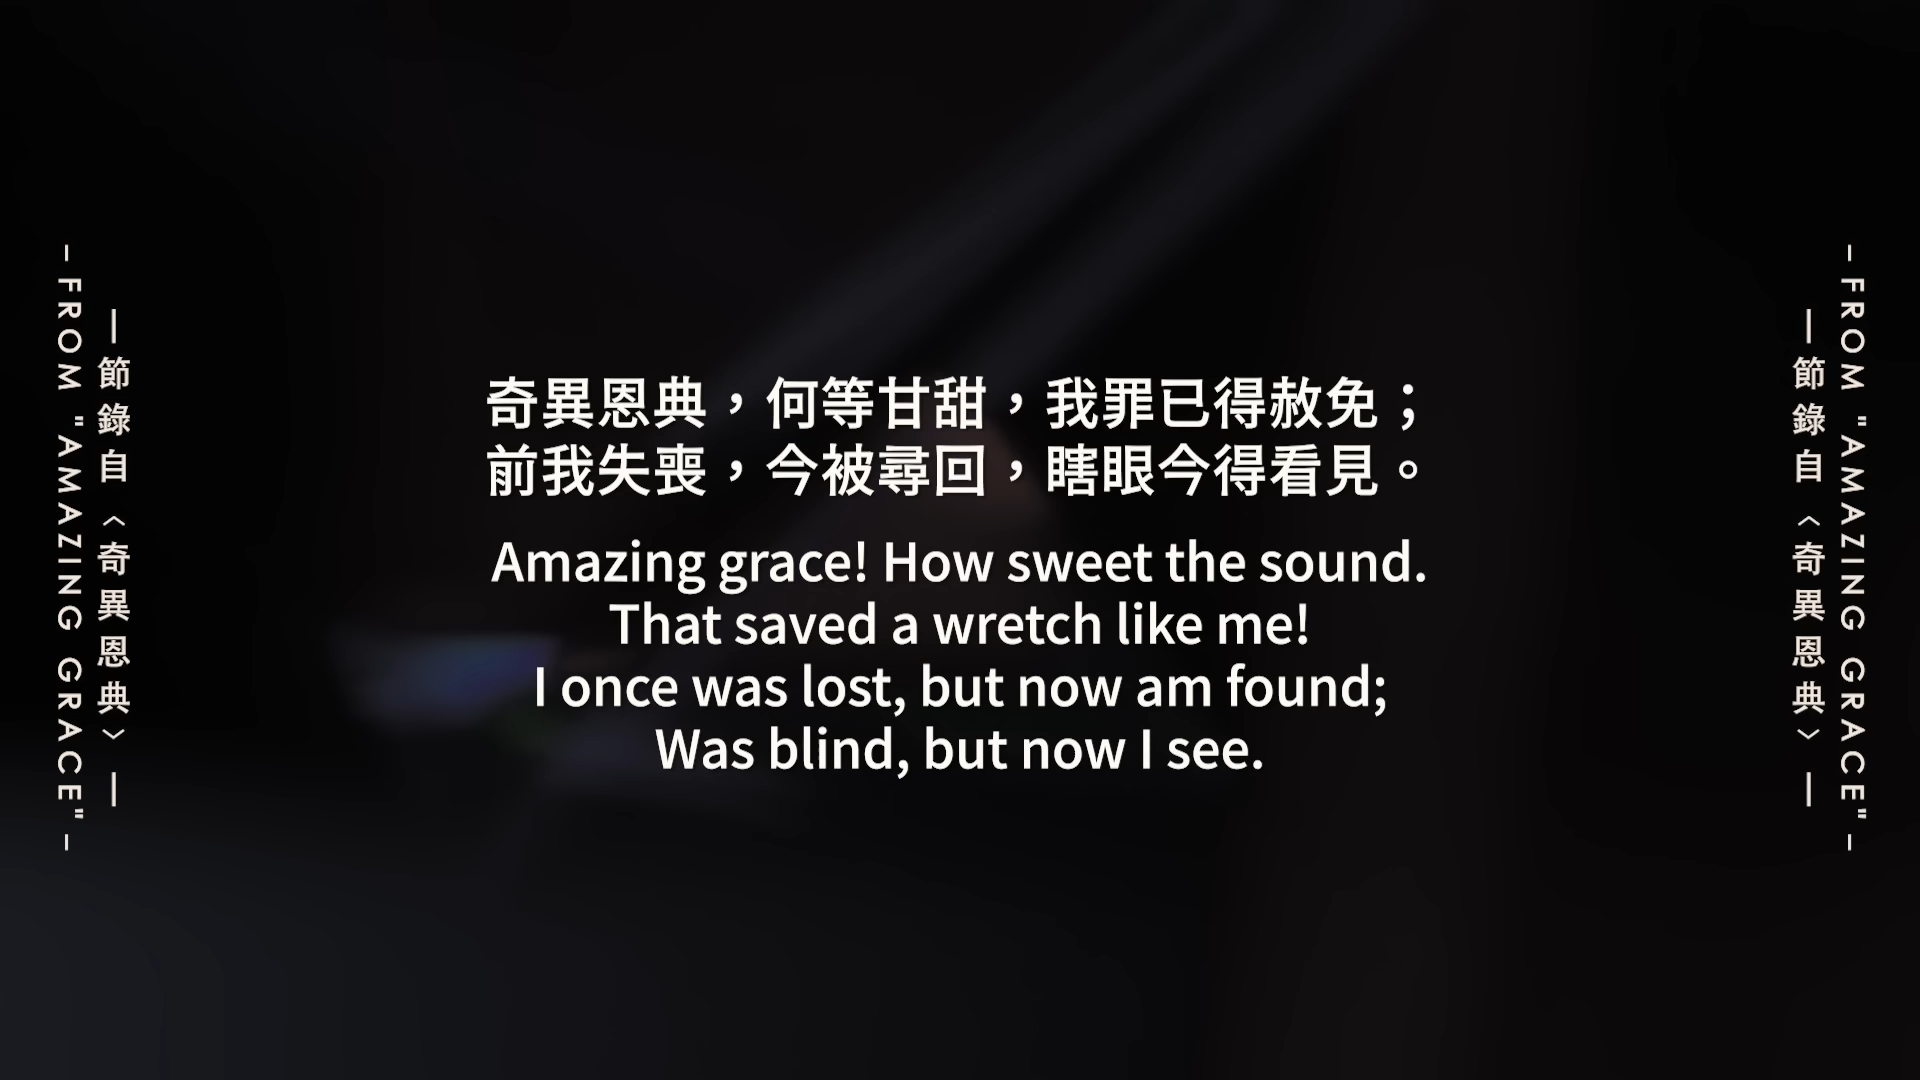 – FROM "AMAZING GRACE" –
—節錄自〈奇異恩典〉—
奇異恩典，何等甘甜，我罪已得赦免；
前我失喪，今被尋回，瞎眼今得看見。
Amazing grace! How sweet the sound.
That saved a wretch like me!
I once was lost, but now am found;
Was blind, but now I see.
—節錄自〈奇異恩典〉—
– FROM "AMAZING GRACE" –